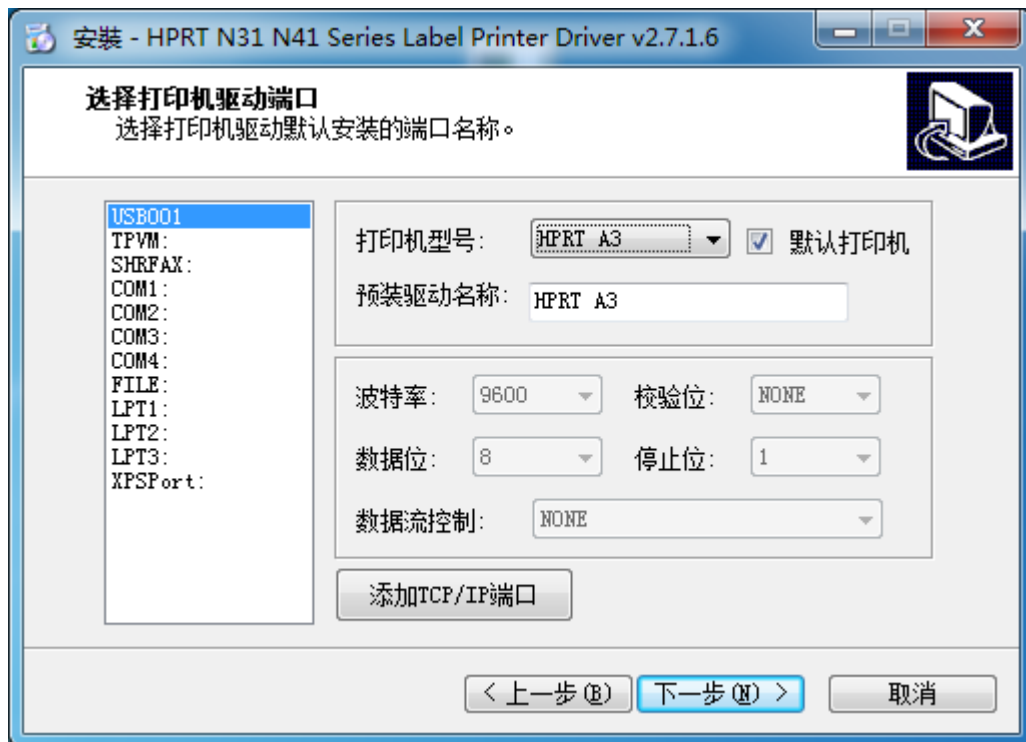 安裝 - HPRT N31 N41 Series Label Printer Driver v2.7.1.6
选择打印机驱动端口
选择打印机驱动默认安装的端口名称。
USB001
TPVM:
SHRFAX:
COM1:
COM2:
COM3:
COM4:
FILE:
LPT1:
LPT2:
LPT3:
XPSPort:
打印机型号: HPRT A3 默认打印机
预装驱动名称: HPRT A3
波特率: 9600 校验位: NONE
数据位: 8 停止位: 1
数据流控制: NONE
添加TCP/IP端口
< 上一步(B) 下一步(N) > 取消